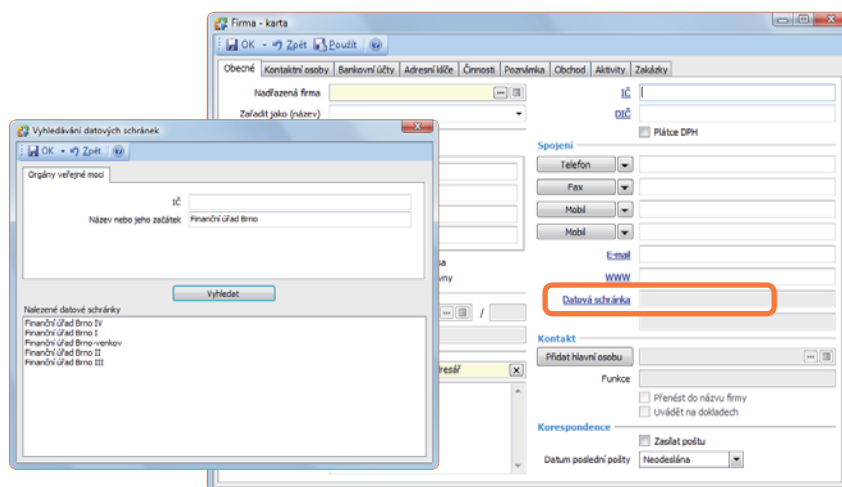 Firma - karta
OK Zpět Použít
Obecné Kontaktní osoby Bankovní účty Adresní klíče Činnosti Poznámka Obchod Aktivity Zakázky
Nadřazená firma
IČ
Zařadit jako (název)
DIČ
Plátce DPH
Spojení
Telefon
Fax
Mobil
Mobil
E-mail
WWW
Datová schránka
/
Kontakt
Přidat hlavní osobu
Funkce
Přenést do názvu firmy
Uvádět na dokladech
Korespondence
Zasílat poštu
Datum poslední pošty Neodeslána
Vyhledávání datových schránek
OK Zpět
Orgány veřejné moci
IČ
Název nebo jeho začátek Finanční úřad Brno
Vyhledat
Nalezené datové schránky
Finanční úřad Brno IV
Finanční úřad Brno I
Finanční úřad Brno-venkov
Finanční úřad Brno II
Finanční úřad Brno III